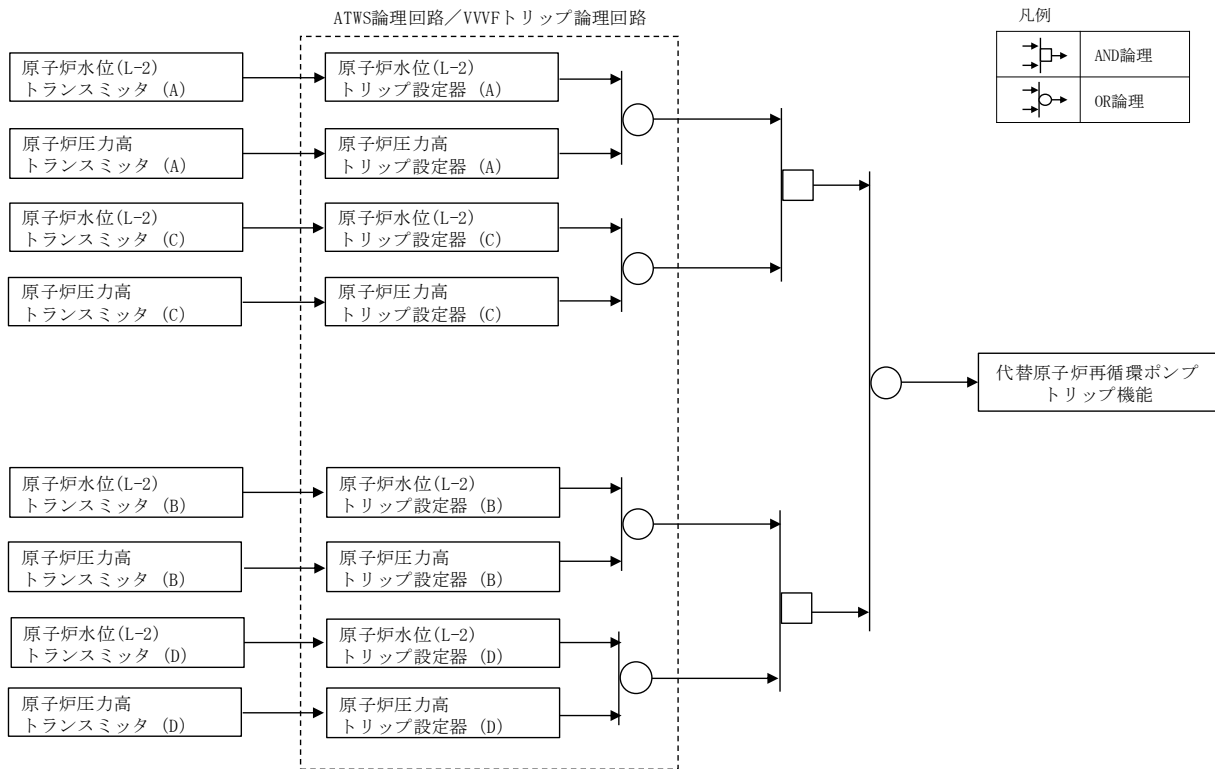 ATWS論理回路／VVVFトリップ論理回路
凡例
AND論理
OR論理
原子炉水位(L-2)
トランスミッタ (A)
原子炉水位(L-2)
トリップ設定器 (A)
原子炉圧力高
トランスミッタ (A)
原子炉圧力高
トリップ設定器 (A)
原子炉水位(L-2)
トランスミッタ (C)
原子炉水位(L-2)
トリップ設定器 (C)
原子炉圧力高
トランスミッタ (C)
原子炉圧力高
トリップ設定器 (C)
代替原子炉再循環ポンプ
トリップ機能
原子炉水位(L-2)
トランスミッタ (B)
原子炉水位(L-2)
トリップ設定器 (B)
原子炉圧力高
トランスミッタ (B)
原子炉圧力高
トリップ設定器 (B)
原子炉水位(L-2)
トランスミッタ (D)
原子炉水位(L-2)
トリップ設定器 (D)
原子炉圧力高
トランスミッタ (D)
原子炉圧力高
トリップ設定器 (D)